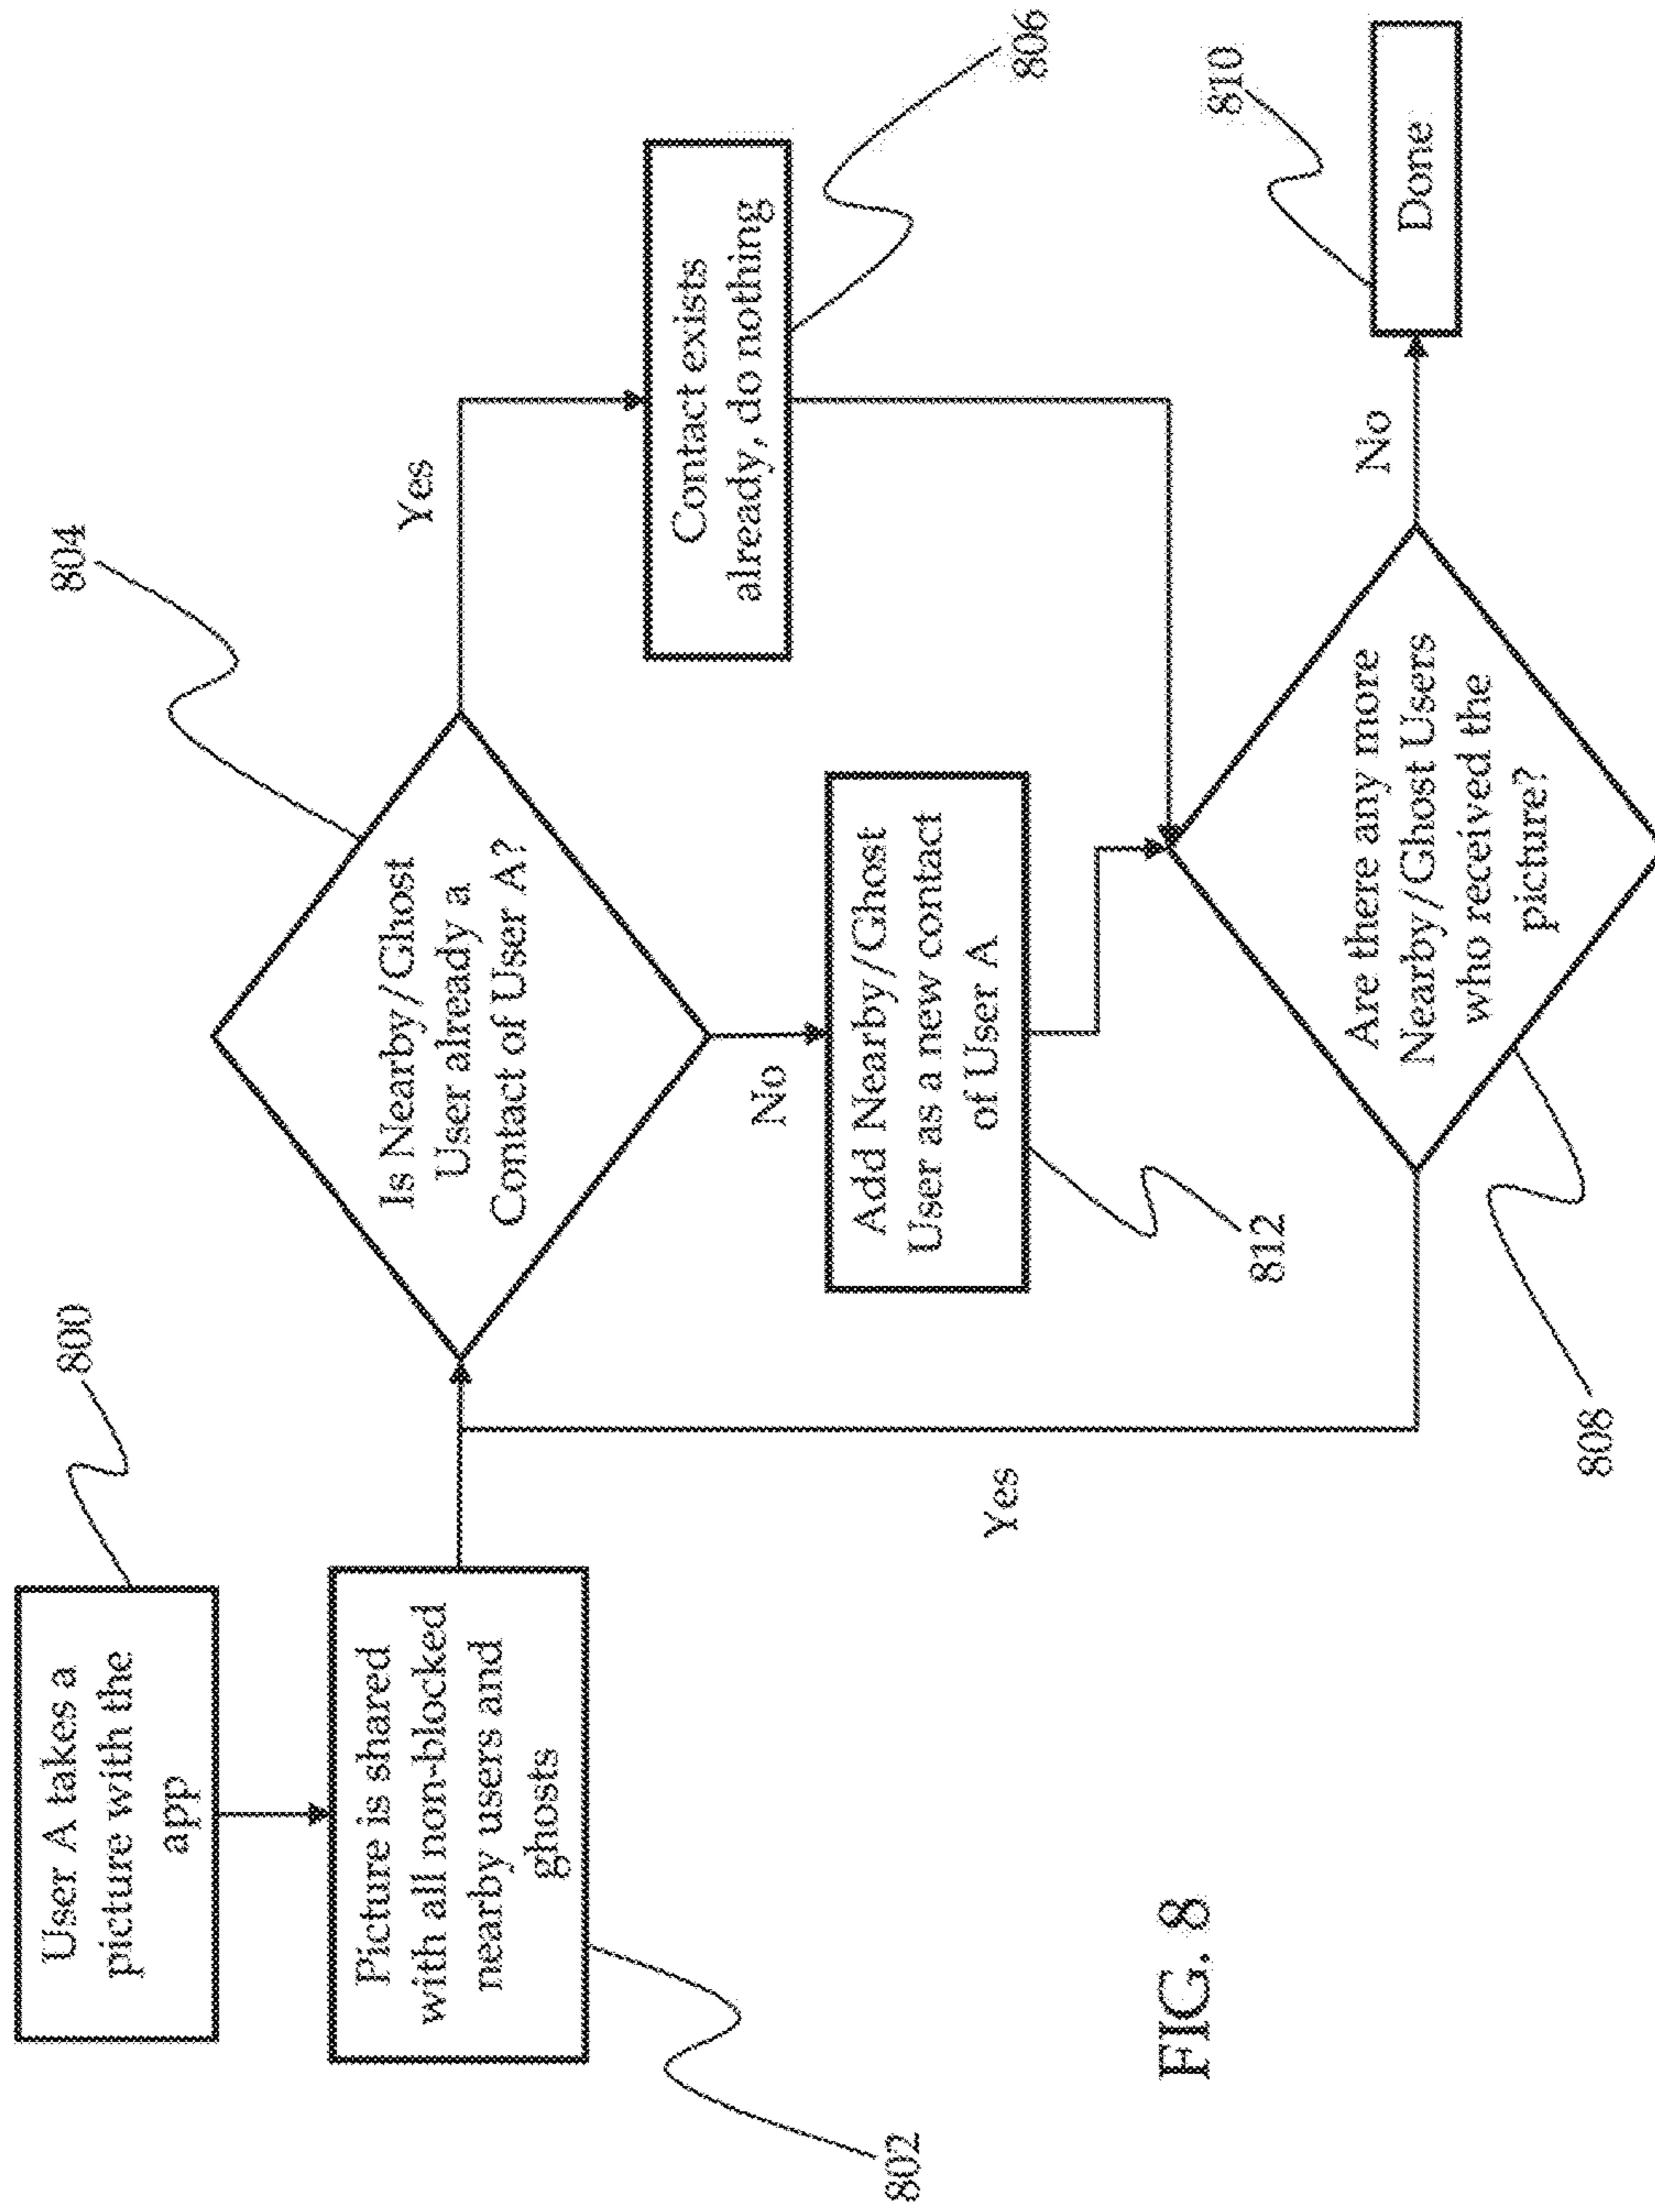 800
User A takes a
picture with the
app
Picture is shared
with all non-blocked
nearby users and
ghosts
802
804
Is Nearby/Ghost
User already a
Contact of User A?
Yes
Contact exists
already, do nothing
806
No
Add Nearby/Ghost
User as a new contact
of User A
812
Are there any more
Nearby/Ghost Users
who received the
picture?
808
Yes
No
Done
810
FIG. 8